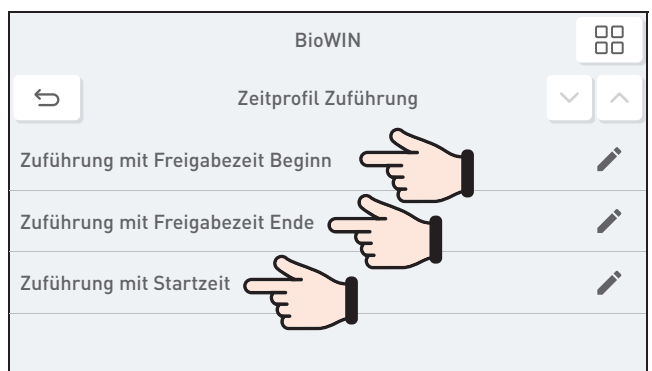 BioWIN
Zeitprofil Zuführung
Zuführung mit Freigabezeit Beginn
Zuführung mit Freigabezeit Ende
Zuführung mit Startzeit